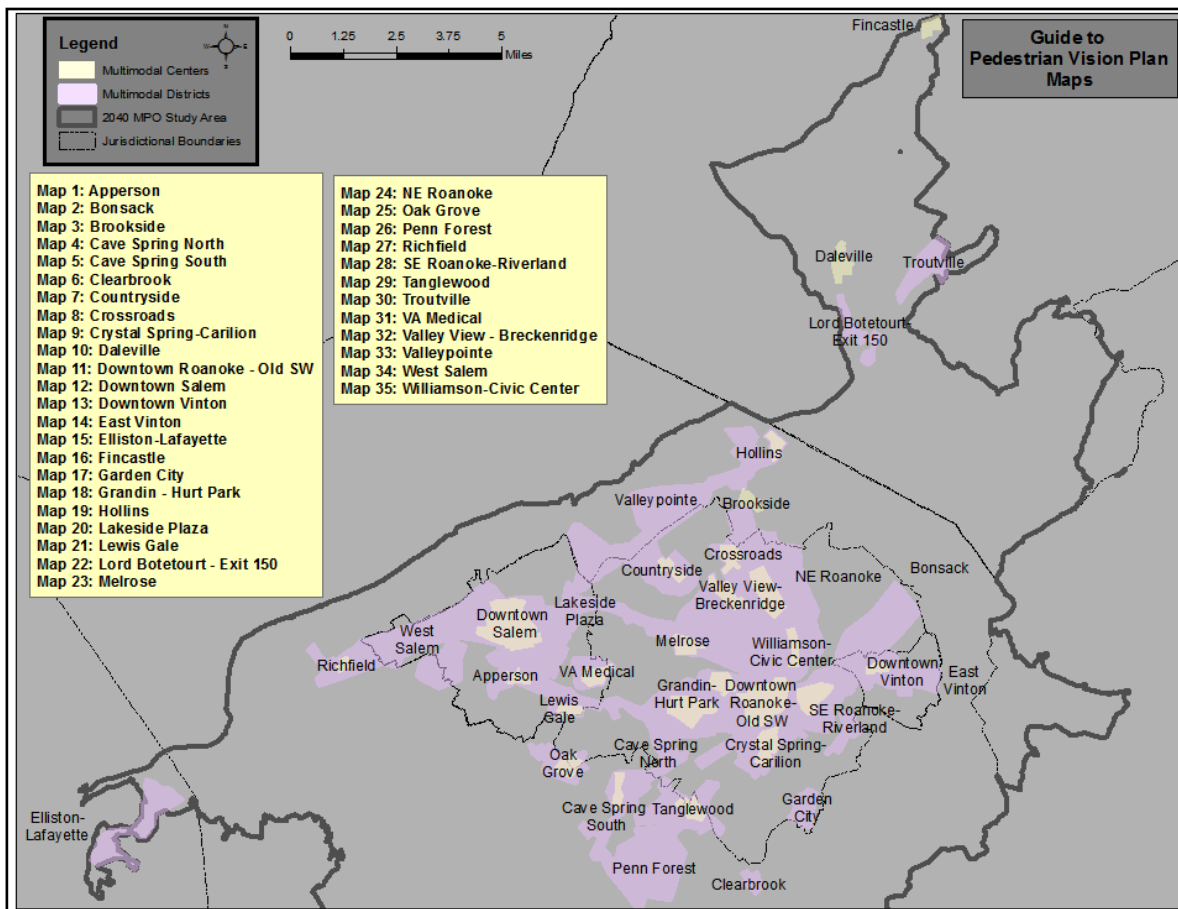 Legend
N
W
E
S
Multimodal Centers
Multimodal Districts
2040 MPO Study Area
Jurisdictional Boundaries
0 1.25 2.5 3.75 5
Miles
Guide to
Pedestrian Vision Plan
Maps
Map 1: Apperson
Map 2: Bonsack
Map 3: Brookside
Map 4: Cave Spring North
Map 5: Cave Spring South
Map 6: Clearbrook
Map 7: Countryside
Map 8: Crossroads
Map 9: Crystal Spring-Carilion
Map 10: Daleville
Map 11: Downtown Roanoke - Old SW
Map 12: Downtown Salem
Map 13: Downtown Vinton
Map 14: East Vinton
Map 15: Elliston-Lafayette
Map 16: Fincastle
Map 17: Garden City
Map 18: Grandin - Hurt Park
Map 19: Hollins
Map 20: Lakeside Plaza
Map 21: Lewis Gale
Map 22: Lord Botetourt - Exit 150
Map 23: Melrose
Map 24: NE Roanoke
Map 25: Oak Grove
Map 26: Penn Forest
Map 27: Richfield
Map 28: SE Roanoke-Riverland
Map 29: Tanglewood
Map 30: Troutville
Map 31: VA Medical
Map 32: Valley View - Breckenridge
Map 33: Valleypointe
Map 34: West Salem
Map 35: Williamson-Civic Center
Fincastle
Daleville
Troutville
Lord Botetourt-
Exit 150
Hollins
Valleypointe
Brookside
Crossroads
Countryside
NE Roanoke
Bonsack
Valley View-
Breckenridge
Lakeside
Plaza
Downtown
Salem
West
Salem
Melrose
Williamson-
Civic Center
Richfield
Apperson
VA Medical
Downtown
Vinton
East
Vinton
Grandin-
Hurt Park
Downtown
Roanoke-
Old SW
Lewis
Gale
SE Roanoke-
Riverland
Oak
Grove
Cave Spring
North
Crystal Spring-
Carilion
Cave Spring
South
Tanglewood
Garden
City
Elliston-
Lafayette
Penn Forest
Clearbrook